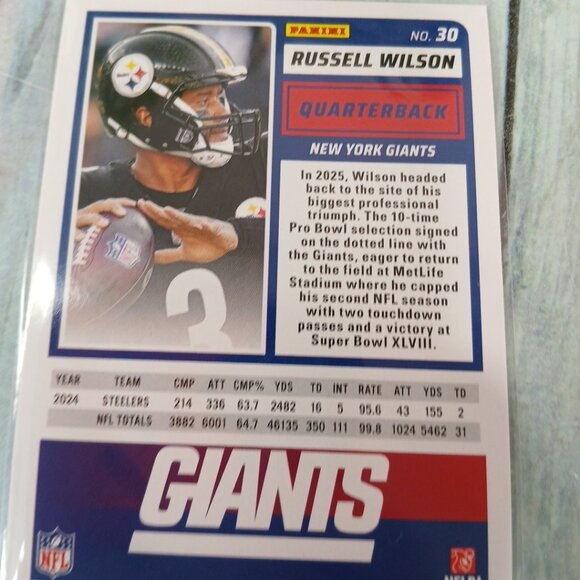 PANINI
NO. 30
RUSSELL WILSON
QUARTERBACK
NEW YORK GIANTS
In 2025, Wilson headed
back to the site of his
biggest professional
triumph. The 10-time
Pro Bowl selection signed
on the dotted line with
the Giants, eager to return
to the field at MetLife
Stadium where he capped
his second NFL season
with two touchdown
passes and a victory at
Super Bowl XLVIII.
Steelers
NFL
3
YEAR TEAM CMP ATT CMP% YDS TD INT RATE ATT YDS TD
2024 STEELERS 214 336 63.7 2482 16 5 95.6 43 155 2
NFL TOTALS 3882 6001 64.7 46135 350 111 99.8 1024 5462 31
GIANTS
NFL